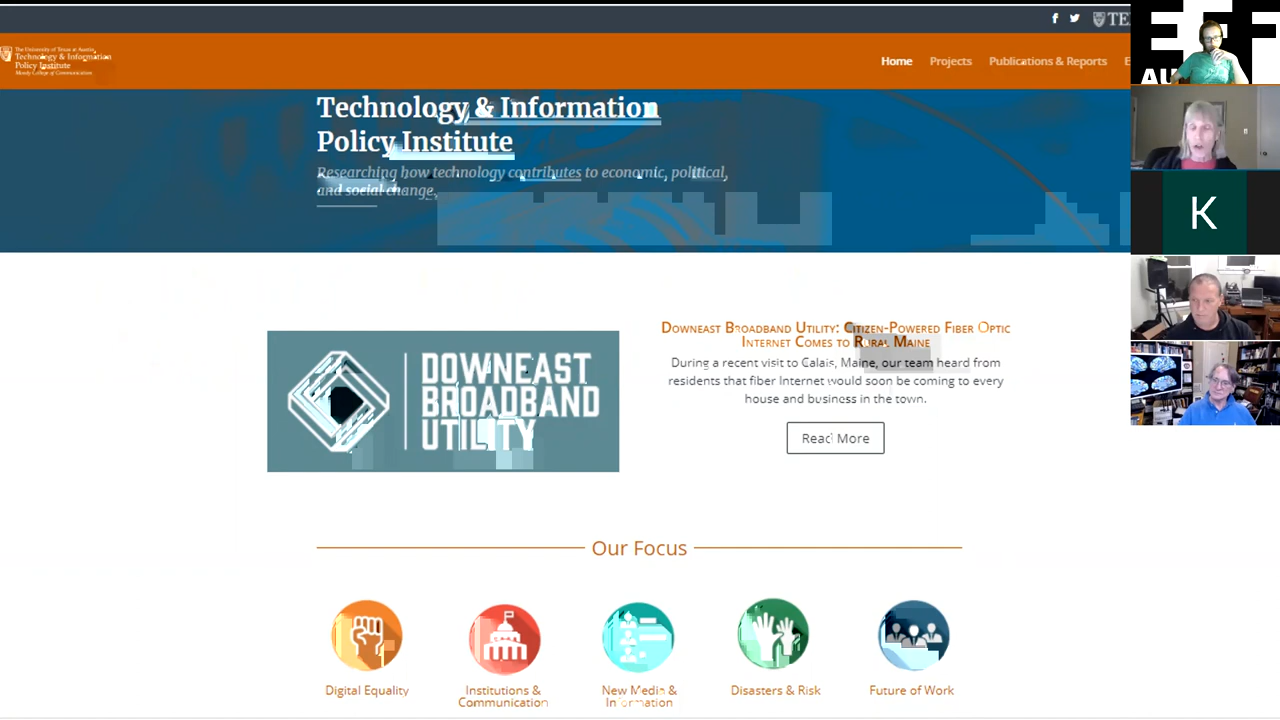 TE
EFF
AU
The University of Texas at Austin
Technology & Information
Policy Institute
Moody College of Communication
Home
Projects
Publications & Reports
E
Technology & Information
Policy Institute
Researching how technology contributes to economic, political,
and social change.
K
DOWNEAST
BROADBAND
UTILITY
Downeast Broadband Utility: Citizen-Powered Fiber Optic
Internet Comes to Rural Maine
During a recent visit to Calais, Maine, our team heard from
residents that fiber Internet would soon be coming to every
house and business in the town.
Read More
Our Focus
Digital Equality
Institutions &
Communication
New Media &
Information
Disasters & Risk
Future of Work